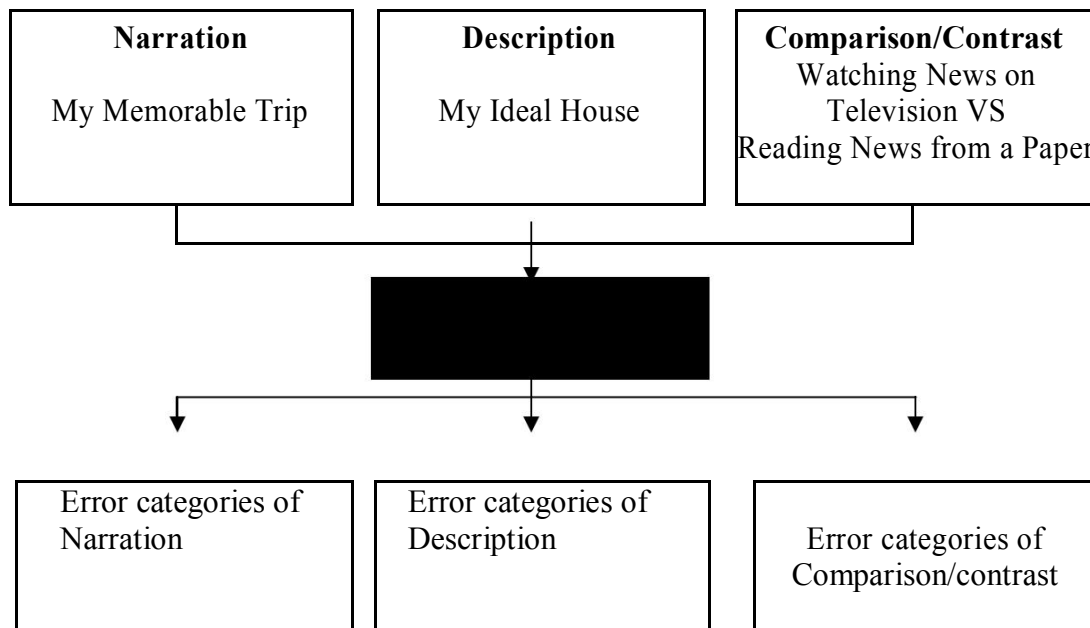 Narration
My Memorable Trip
Description
My Ideal House
Comparison/Contrast
Watching News on
Television VS
Reading News from a Paper
Error categories of
Narration
Error categories of
Description
Error categories of
Comparison/contrast